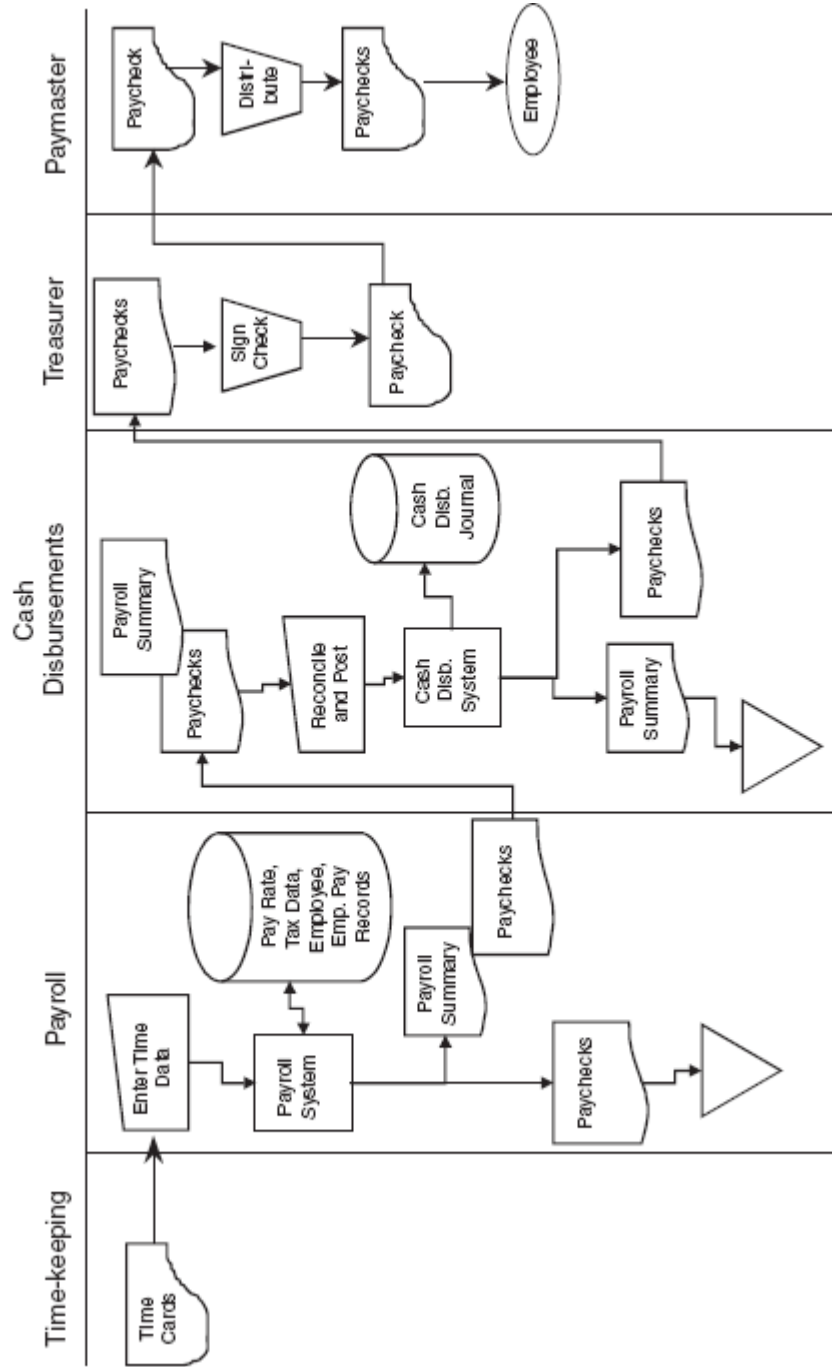 Time-keeping
Time
Cards
Payroll
Enter Time
Data
Payroll
System
Pay Rate,
Tax Data,
Employee,
Emp. Pay
Records
Payroll
Summary
Paychecks
Paychecks
Cash
Disbursements
Payroll
Summary
Paychecks
Reconcile
and Post
Cash
Disb.
System
Cash
Disb.
Journal
Payroll
Summary
Paychecks
Treasurer
Paychecks
Sign
Check
Paycheck
Paymaster
Paycheck
Distri-
bute
Paychecks
Employee